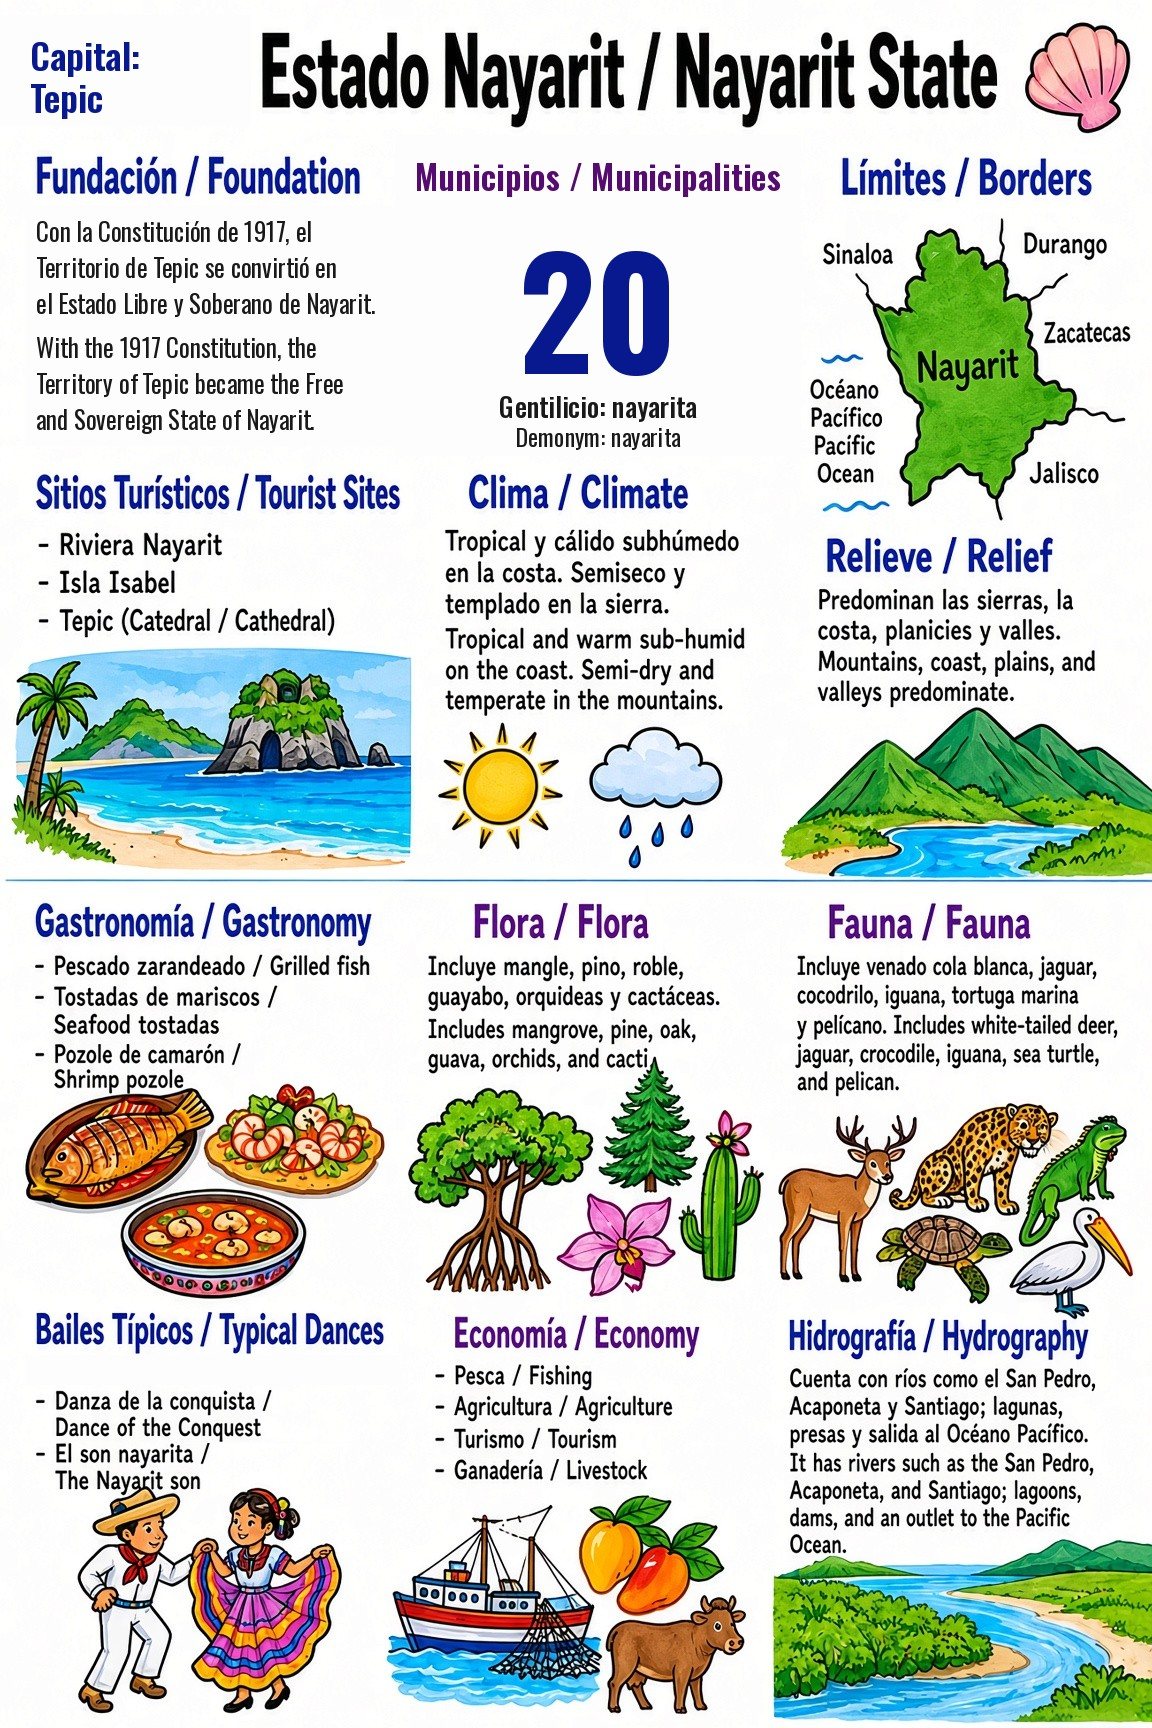 Capital:
Tepic
Estado Nayarit / Nayarit State
Fundación / Foundation
Con la Constitución de 1917, el
Territorio de Tepic se convirtió en
el Estado Libre y Soberano de Nayarit.
With the 1917 Constitution, the
Territory of Tepic became the Free
and Sovereign State of Nayarit.
Municipios / Municipalities
20
Gentilicio: nayarita
Demonym: nayarita
Límites / Borders
Sinaloa
Durango
Zacatecas
Nayarit
Océano
Pacífico
Pacífic
Ocean
Jalisco
Sitios Turísticos / Tourist Sites
- Riviera Nayarit
- Isla Isabel
- Tepic (Catedral / Cathedral)
Clima / Climate
Tropical y cálido subhúmedo
en la costa. Semiseco y
templado en la sierra.
Tropical and warm sub-humid
on the coast. Semi-dry and
temperate in the mountains.
Relieve / Relief
Predominan las sierras, la
costa, planicies y valles.
Mountains, coast, plains, and
valleys predominate.
Gastronomía / Gastronomy
- Pescado zarandeado / Grilled fish
- Tostadas de mariscos /
Seafood tostadas
- Pozole de camarón /
Shrimp pozole
Flora / Flora
Incluye mangle, pino, roble,
guayabo, orquideas y cactáceas.
Includes mangrove, pine, oak,
guava, orchids, and cacti.
Fauna / Fauna
Incluye venado cola blanca, jaguar,
cocodrilo, iguana, tortuga marina
y pelícano. Includes white-tailed deer,
jaguar, crocodile, iguana, sea turtle,
and pelican.
Bailes Típicos / Typical Dances
- Danza de la conquista /
Dance of the Conquest
- El son nayarita /
The Nayarit son
Economía / Economy
- Pesca / Fishing
- Agricultura / Agriculture
- Turismo / Tourism
- Ganadería / Livestock
Hidrografía / Hydrography
Cuenta con ríos como el San Pedro,
Acaponeta y Santiago; lagunas,
presas y salida al Océano Pacífico.
It has rivers such as the San Pedro,
Acaponeta, and Santiago; lagoons,
dams, and an outlet to the Pacific
Ocean.